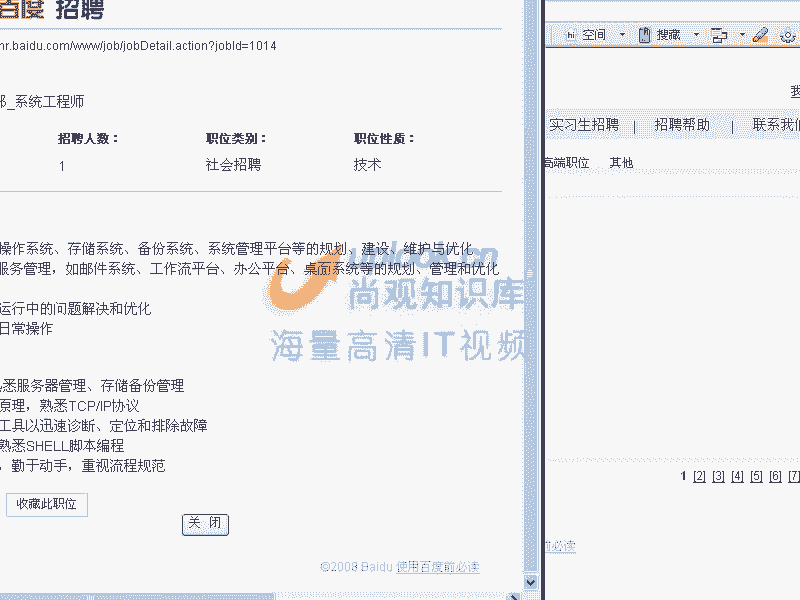 百度 招聘
hr.baidu.com/www/job/jobDetail.action?jobId=1014
部_系统工程师
招聘人数： 职位类别： 职位性质：
1 社会招聘 技术
操作系统、存储系统、备份系统、系统管理平台等的规划、建设、维护与优化
服务管理，如邮件系统、工作流平台、办公平台、桌面系统等的规划、管理和优化
运行中的问题解决和优化
日常操作
熟悉服务器管理、存储备份管理
原理，熟悉TCP/IP协议
工具以迅速诊断、定位和排除故障
熟悉SHELL脚本编程
，勤于动手，重视流程规范
收藏此职位
关 闭
©2008 Baidu 使用百度前必读
尚观知识库
海量高清IT视频
hi 空间 搜藏
我
实习生招聘 | 招聘帮助 | 联系我们
高端职位 其他
1 [2] [3] [4] [5] [6] [7]
前必读